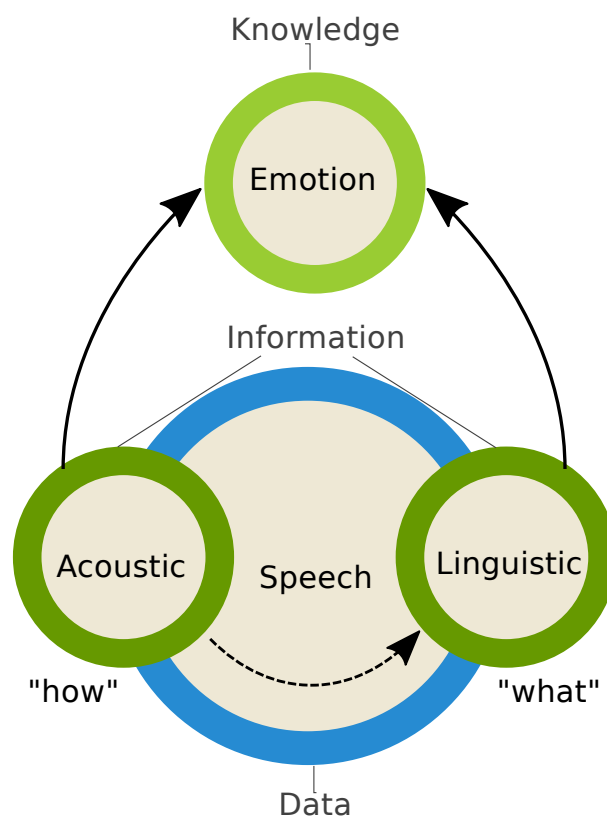 Knowledge
Emotion
Information
Acoustic
Speech
Linguistic
"how"
"what"
Data